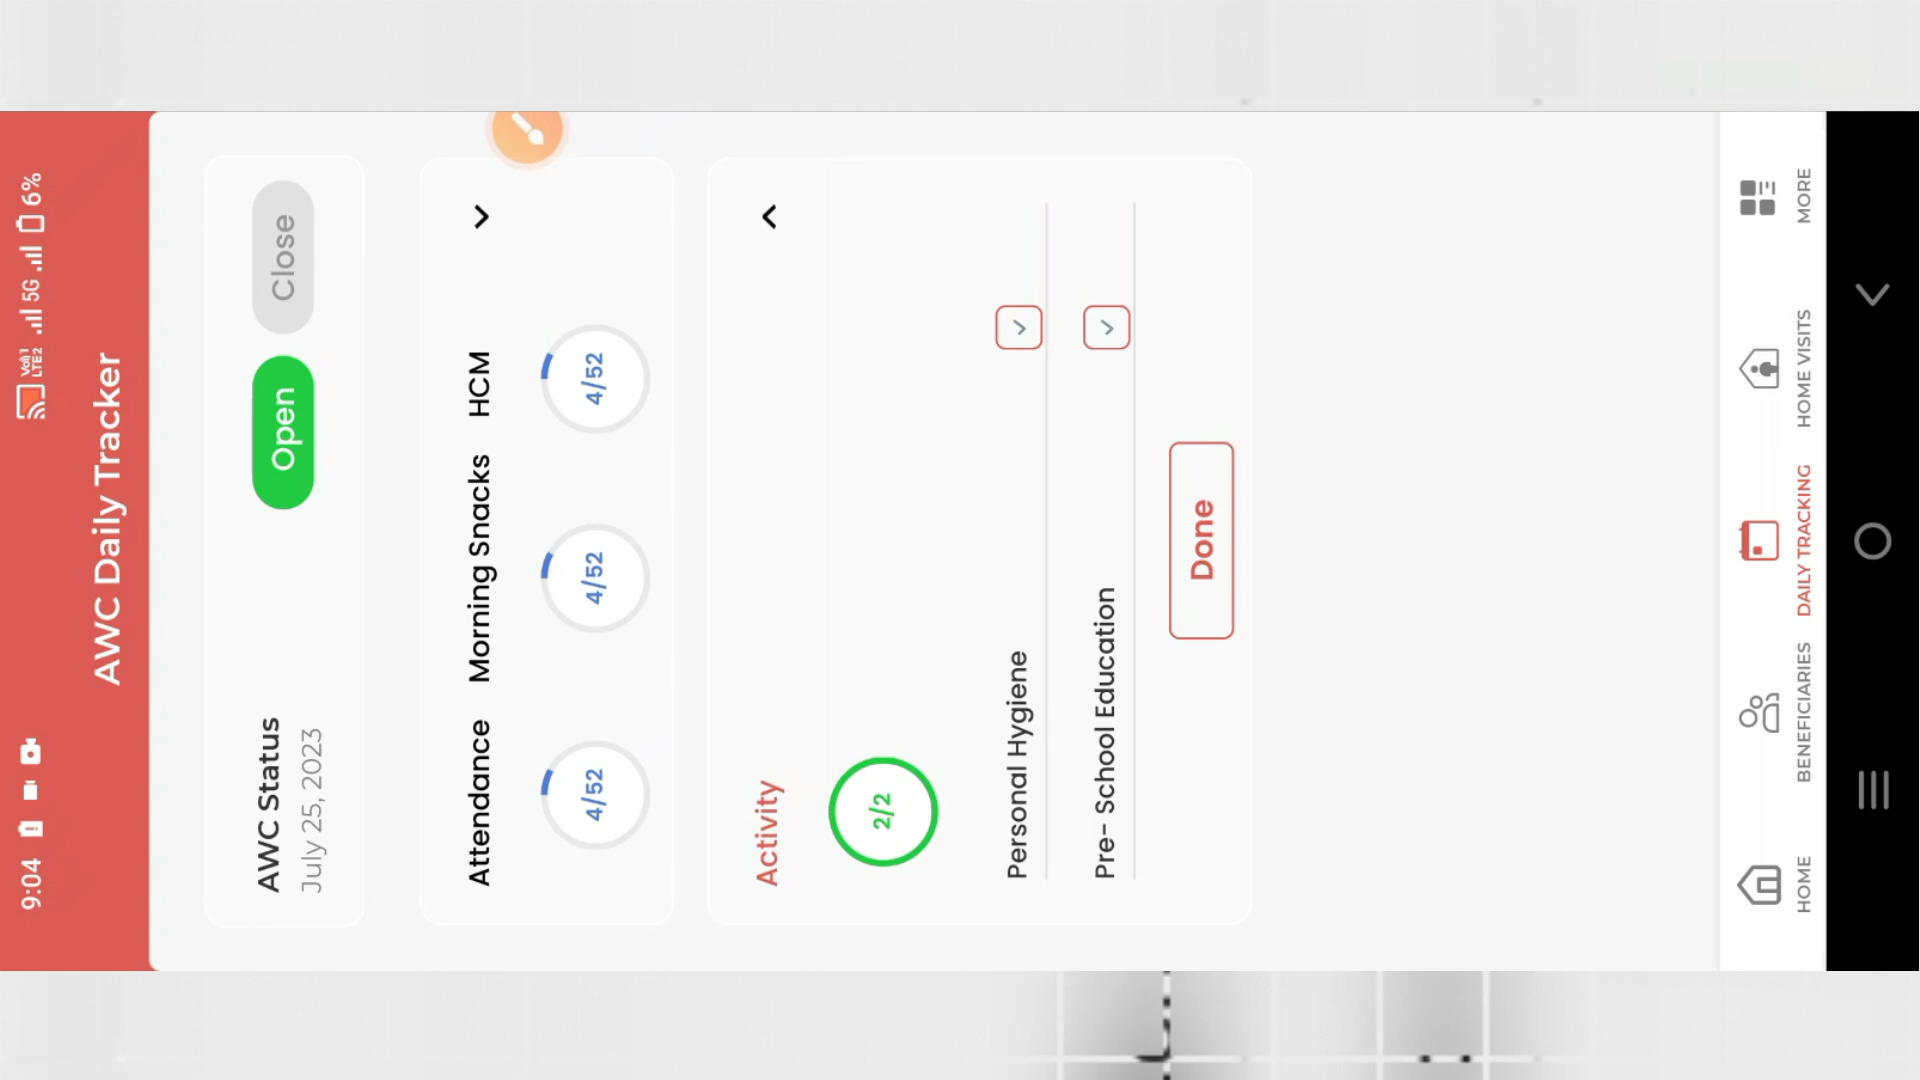 9:04 Vol) 1 LTE2 5G 6%
AWC Daily Tracker
AWC Status Open Close
July 25, 2023
Attendance Morning Snacks HCM
4/52 4/52 4/52
Activity
2/2
Personal Hygiene
Pre- School Education
Done
HOME BENEFICIARIES DAILY TRACKING HOME VISITS MORE